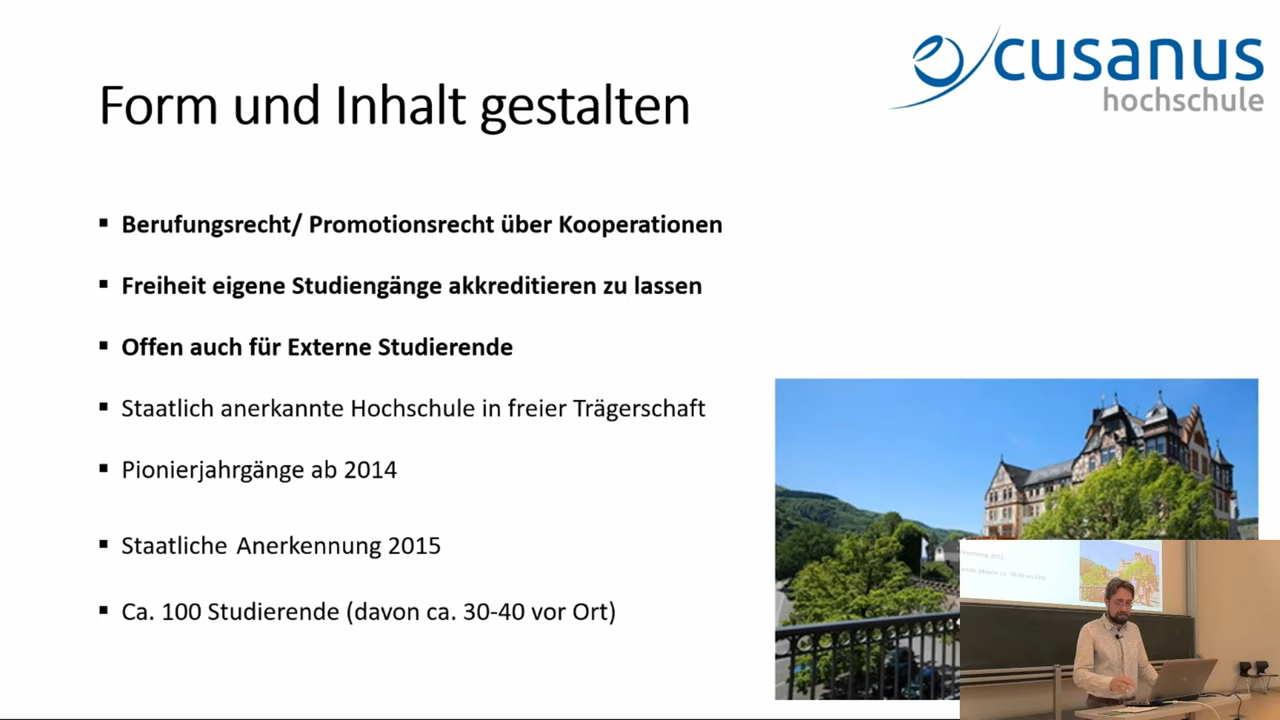 cusanus
hochschule
Form und Inhalt gestalten
▪ Berufungsrecht/ Promotionsrecht über Kooperationen
▪ Freiheit eigene Studiengänge akkreditieren zu lassen
▪ Offen auch für Externe Studierende
▪ Staatlich anerkannte Hochschule in freier Trägerschaft
▪ Pionierjahrgänge ab 2014
▪ Staatliche Anerkennung 2015
▪ Ca. 100 Studierende (davon ca. 30-40 vor Ort)